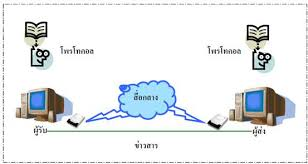 โพรโทคอล
โพรโทคอล
สื่อกลาง
ผู้รับ
ผู้ส่ง
ข่าวสาร